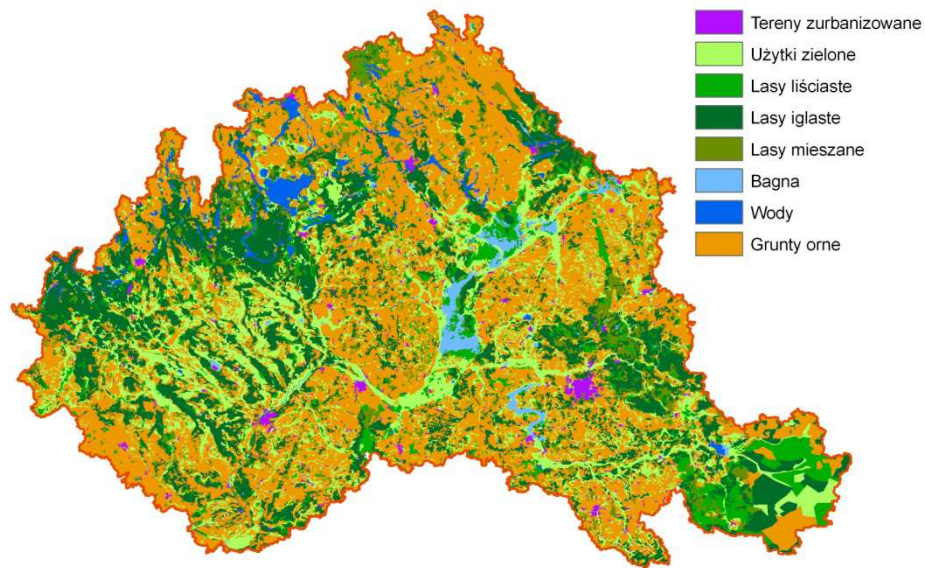 Tereny zurbanizowane
Użytki zielone
Lasy liściaste
Lasy iglaste
Lasy mieszane
Bagna
Wody
Grunty orne